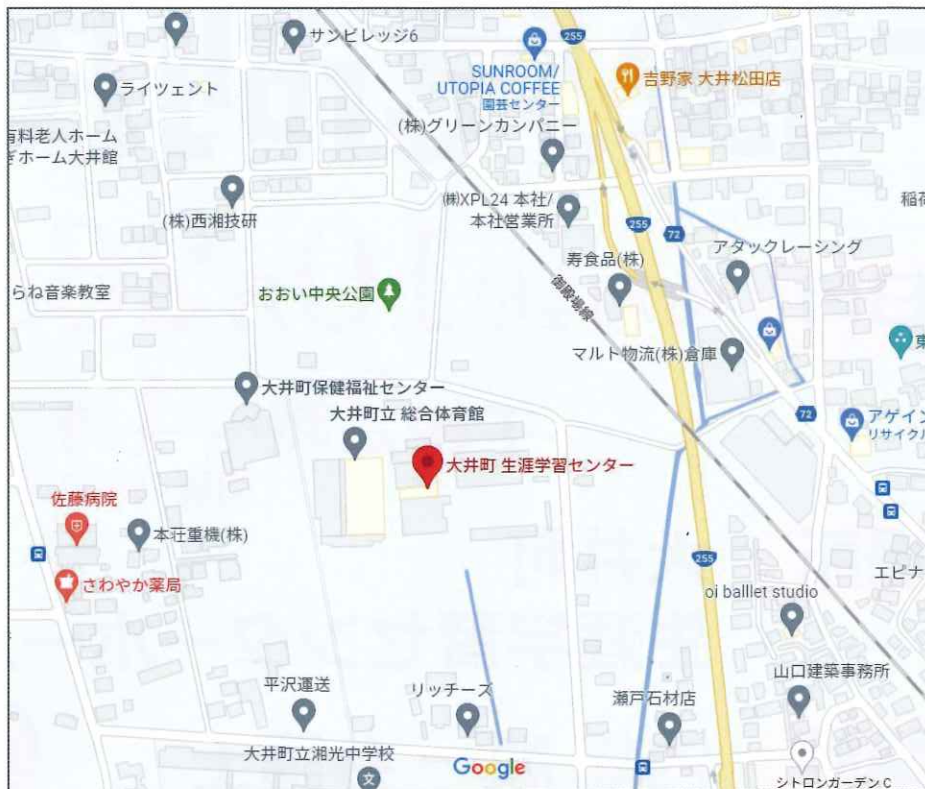 サンビレッジ6
255
ライツェント
SUNROOM/
UTOPIA COFFEE
園芸センター
吉野家 大井松田店
(株)グリーンカンパニー
有料老人ホーム
ぎホーム大井館
(株)西湘技研
㈱XPL24 本社/
本社営業所
255
72
アタックレーシング
寿食品(株)
らね音楽教室
おおい中央公園
御殿場線
マルト物流(株)倉庫
大井町保健福祉センター
大井町立 総合体育館
72
アゲイン
リサイクル
大井町 生涯学習センター
佐藤病院
本荘重機(株)
255
さわやか薬局
エピナ
oi balllet studio
平沢運送
リッチーズ
瀬戸石材店
山口建築事務所
大井町立湘光中学校
文
Google
シトロンガーデン C